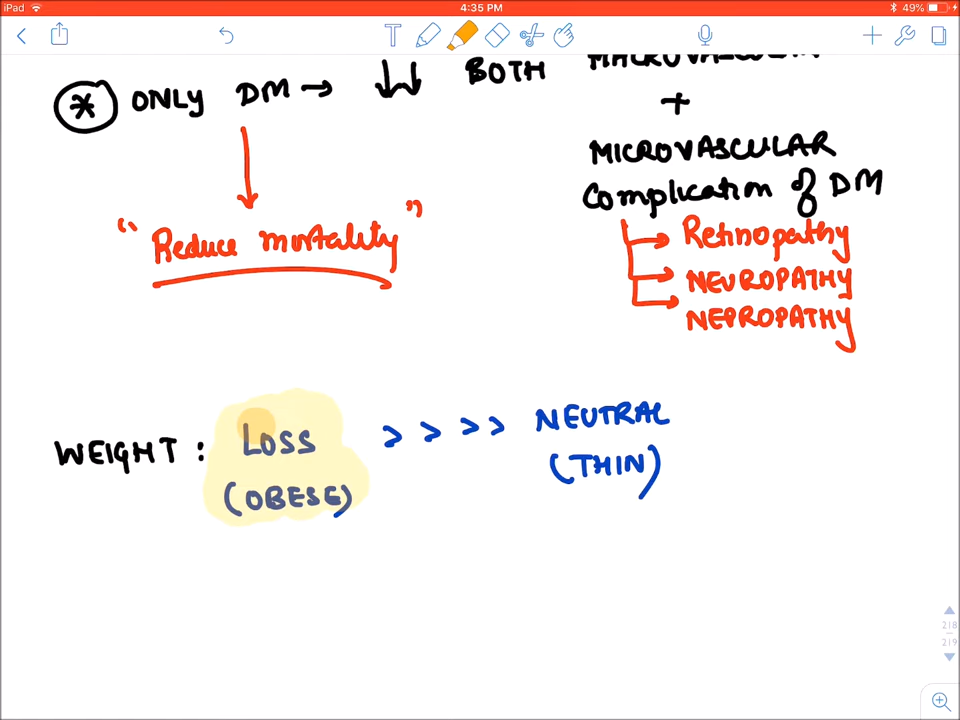 iPad
4:35 PM
49%
T
MACROVASCULAR
* ONLY DM → ↓↓ BOTH
+
MICROVASCULAR
Complication of DM
"Reduce mortality"
Retinopathy
NEUROPATHY
NEPROPATHY
WEIGHT : LOSS > > > > NEUTRAL
(OBESE) (THIN)
218
219